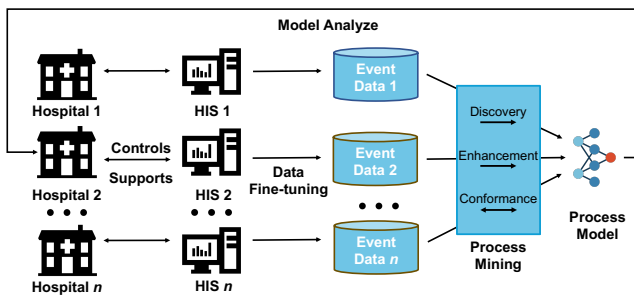 Model Analyze
Hospital 1
HIS 1
Event
Data 1
Controls
Supports
Hospital 2
HIS 2
Data
Fine-tuning
Event
Data 2
Hospital n
HIS n
Event
Data n
Discovery
Enhancement
Conformance
Process
Mining
Process
Model